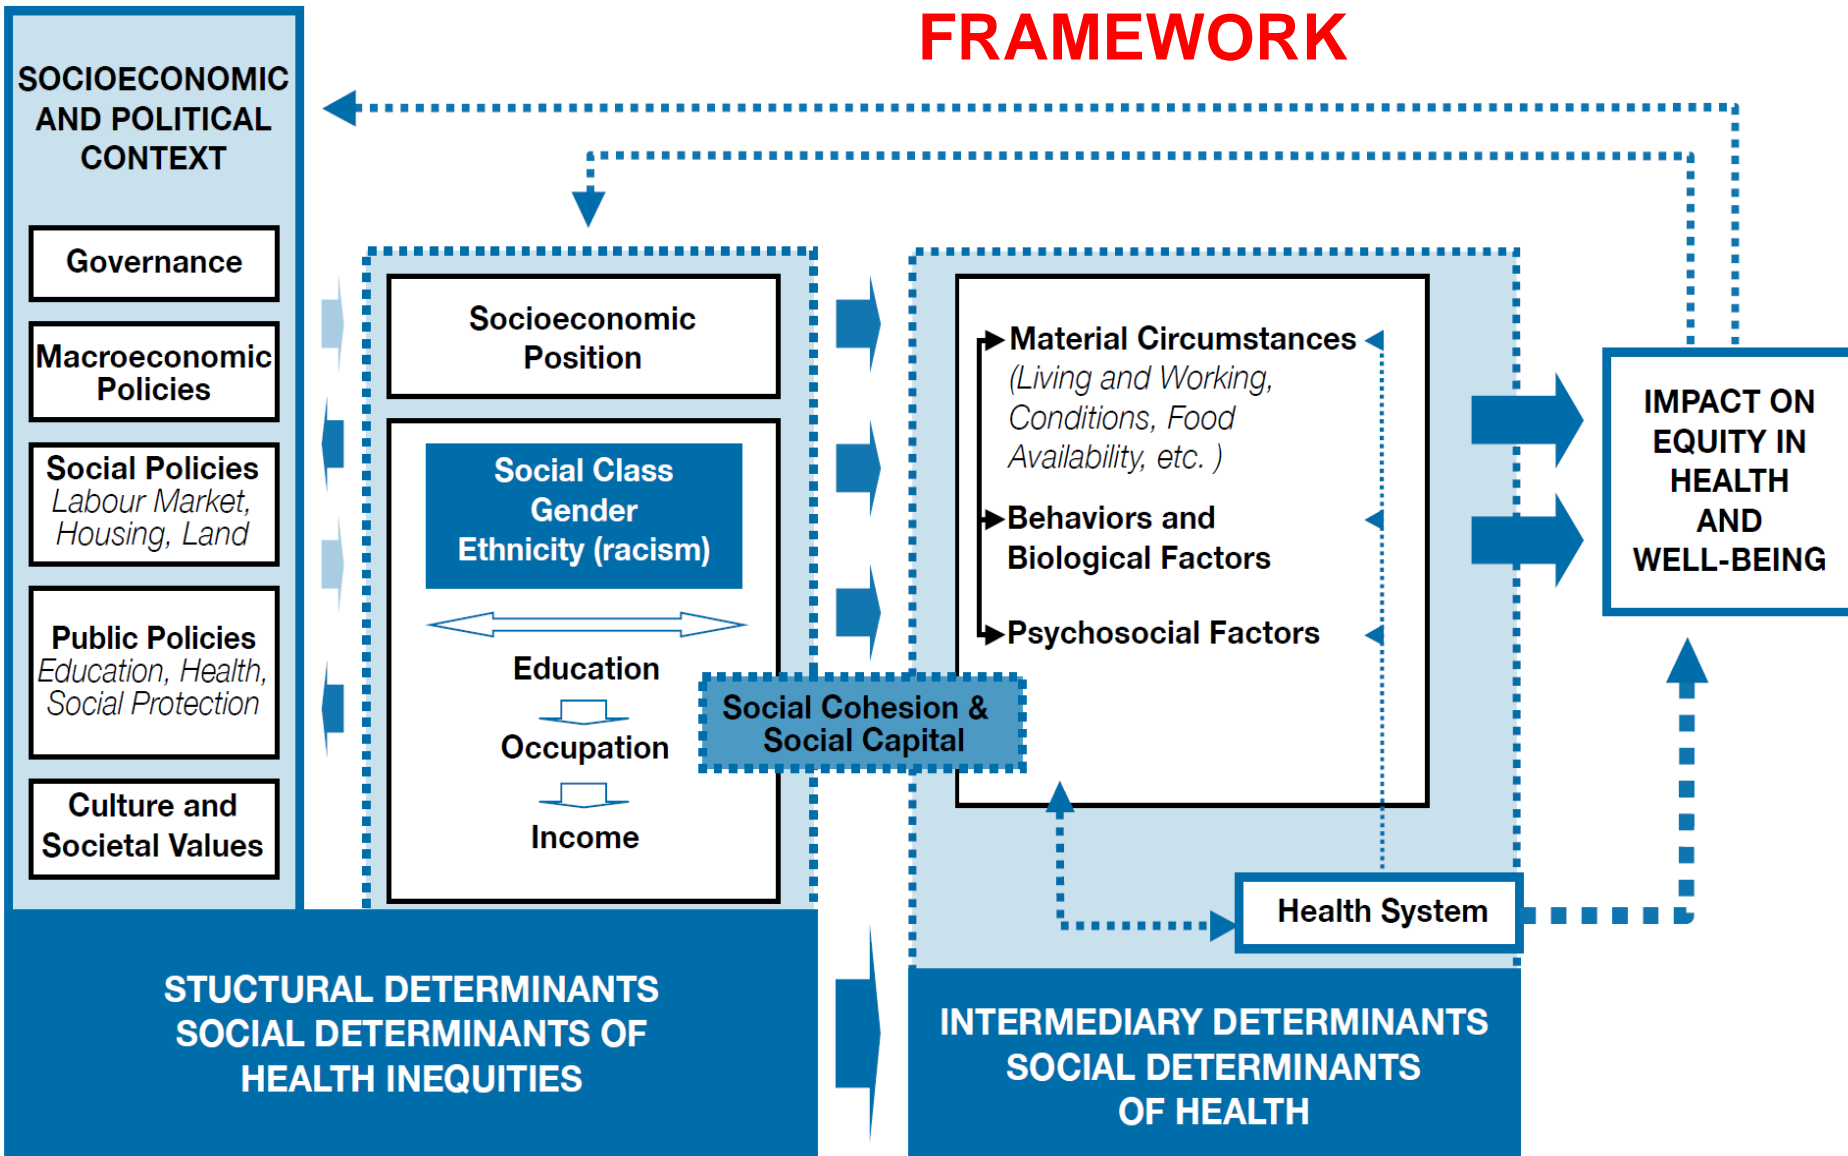 FRAMEWORK
SOCIOECONOMIC
AND POLITICAL
CONTEXT
Governance
Macroeconomic
Policies
Social Policies
Labour Market,
Housing, Land
Public Policies
Education, Health,
Social Protection
Culture and
Societal Values
Socioeconomic
Position
Social Class
Gender
Ethnicity (racism)
Education
Occupation
Income
Social Cohesion &
Social Capital
Material Circumstances
(Living and Working,
Conditions, Food
Availability, etc. )
Behaviors and
Biological Factors
Psychosocial Factors
Health System
IMPACT ON
EQUITY IN
HEALTH
AND
WELL-BEING
STUCTURAL DETERMINANTS
SOCIAL DETERMINANTS OF
HEALTH INEQUITIES
INTERMEDIARY DETERMINANTS
SOCIAL DETERMINANTS
OF HEALTH